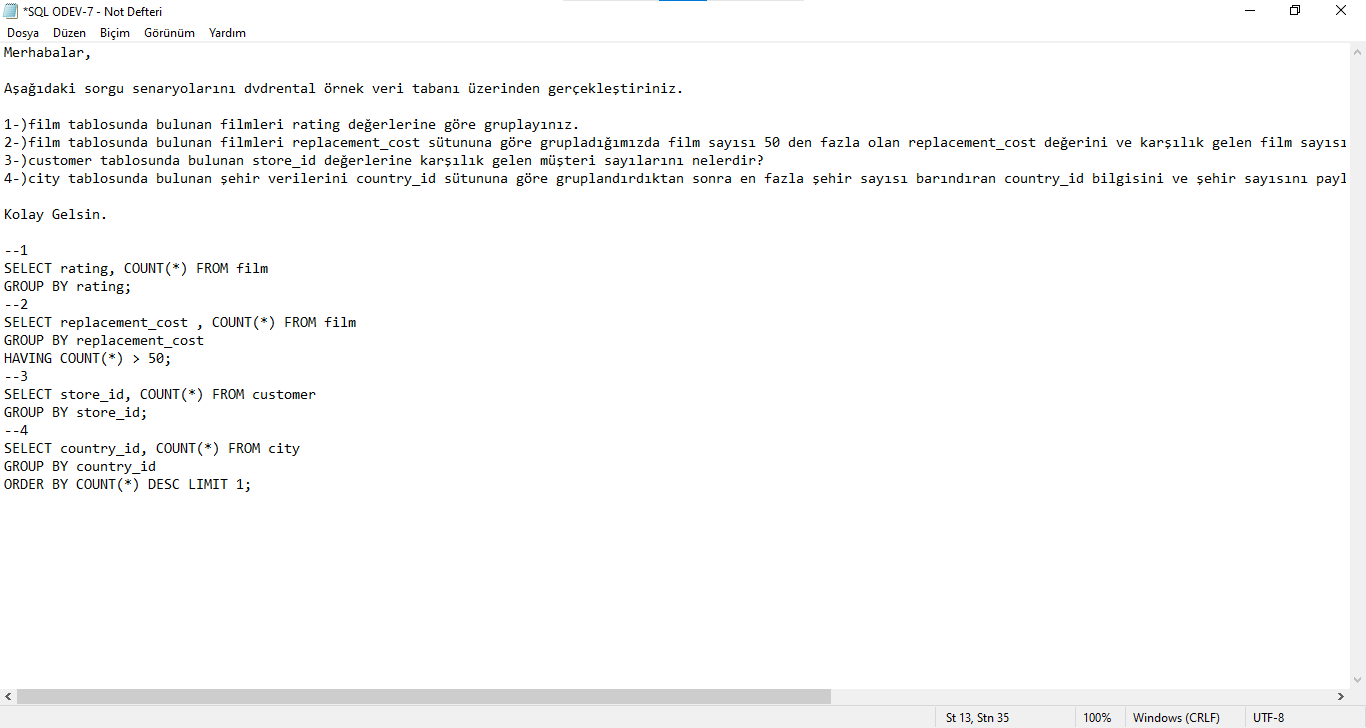 *SQL ODEV-7 - Not Defteri
Dosya Düzen Biçim Görünüm Yardım
Merhabalar,
Aşağıdaki sorgu senaryolarını dvdrental örnek veri tabanı üzerinden gerçekleştiriniz.
1-)film tablosunda bulunan filmleri rating değerlerine göre gruplayınız.
2-)film tablosunda bulunan filmleri replacement_cost sütununa göre grupladığımızda film sayısı 50 den fazla olan replacement_cost değerini ve karşılık gelen film sayısı
3-)customer tablosunda bulunan store_id değerlerine karşılık gelen müşteri sayılarını nelerdir?
4-)city tablosunda bulunan şehir verilerini country_id sütununa göre gruplandırdıktan sonra en fazla şehir sayısı barındıran country_id bilgisini ve şehir sayısını payl
Kolay Gelsin.
--1
SELECT rating, COUNT(*) FROM film
GROUP BY rating;
--2
SELECT replacement_cost , COUNT(*) FROM film
GROUP BY replacement_cost
HAVING COUNT(*) > 50;
--3
SELECT store_id, COUNT(*) FROM customer
GROUP BY store_id;
--4
SELECT country_id, COUNT(*) FROM city
GROUP BY country_id
ORDER BY COUNT(*) DESC LIMIT 1;
St 13, Stn 35 100% Windows (CRLF) UTF-8